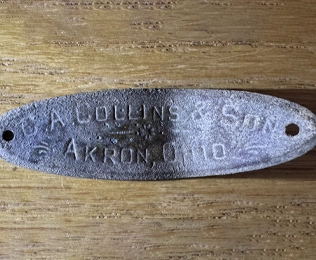 C. A. COLLINS & SON
AKRON, OHIO